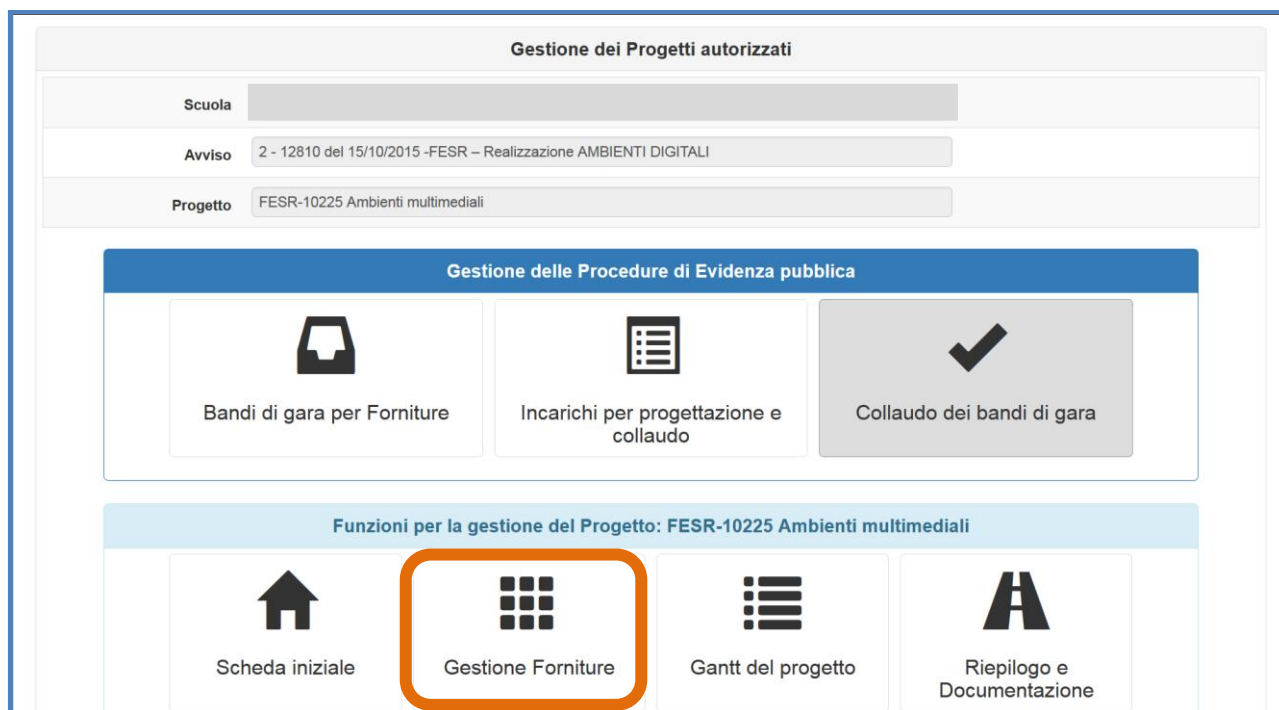 Gestione dei Progetti autorizzati
Scuola
Avviso 2 - 12810 del 15/10/2015 -FESR – Realizzazione AMBIENTI DIGITALI
Progetto FESR-10225 Ambienti multimediali
Gestione delle Procedure di Evidenza pubblica
Bandi di gara per Forniture
Incarichi per progettazione e
collaudo
Collaudo dei bandi di gara
Funzioni per la gestione del Progetto: FESR-10225 Ambienti multimediali
Scheda iniziale
Gestione Forniture
Gantt del progetto
Riepilogo e
Documentazione